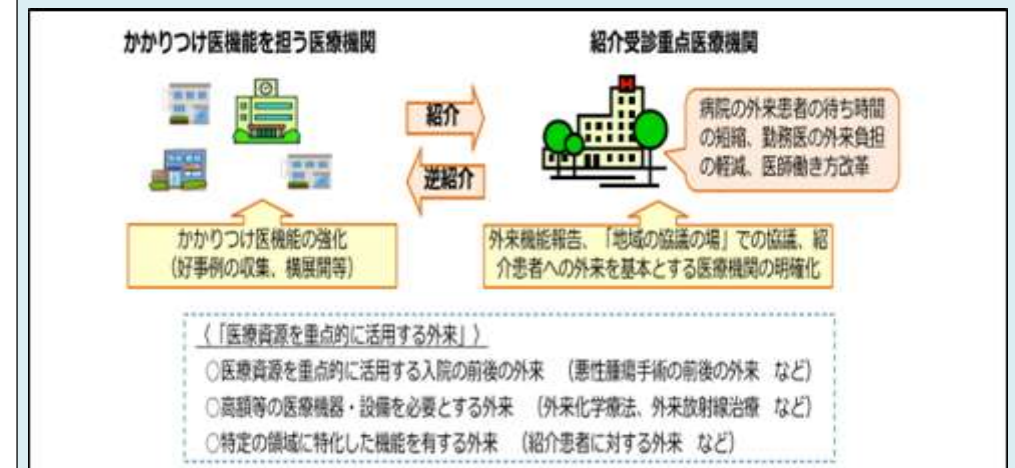 かかりつけ医機能を担う医療機関
紹介受診重点医療機関
H
紹介
逆紹介
病院の外来患者の待ち時間
の短縮、勤務医の外来負担
の軽減、医師働き方改革
かかりつけ医機能の強化
（好事例の収集、横展開等）
外来機能報告、「地域の協議の場」での協議、紹
介患者への外来を基本とする医療機関の明確化
〈「医療資源を重点的に活用する外来」〉
○医療資源を重点的に活用する入院の前後の外来　（悪性腫瘍手術の前後の外来　など）
○高額等の医療機器・設備を必要とする外来　（外来化学療法、外来放射線治療　など）
○特定の領域に特化した機能を有する外来　（紹介患者に対する外来　など）